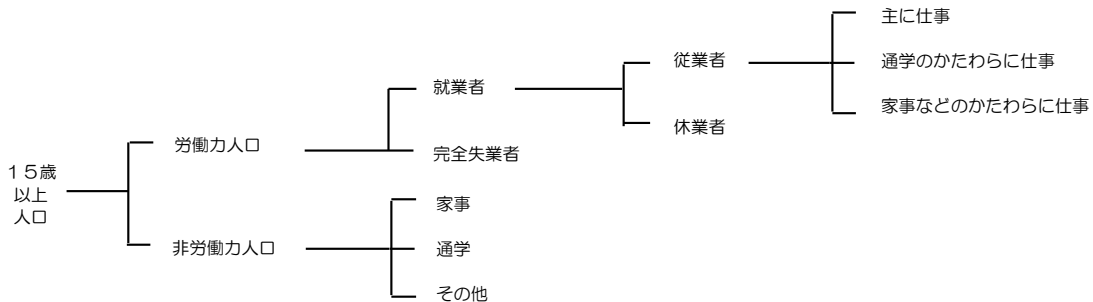 １５歳
以上
人口
労働力人口
就業者
従業者
主に仕事
通学のかたわらに仕事
家事などのかたわらに仕事
休業者
完全失業者
非労働力人口
家事
通学
その他